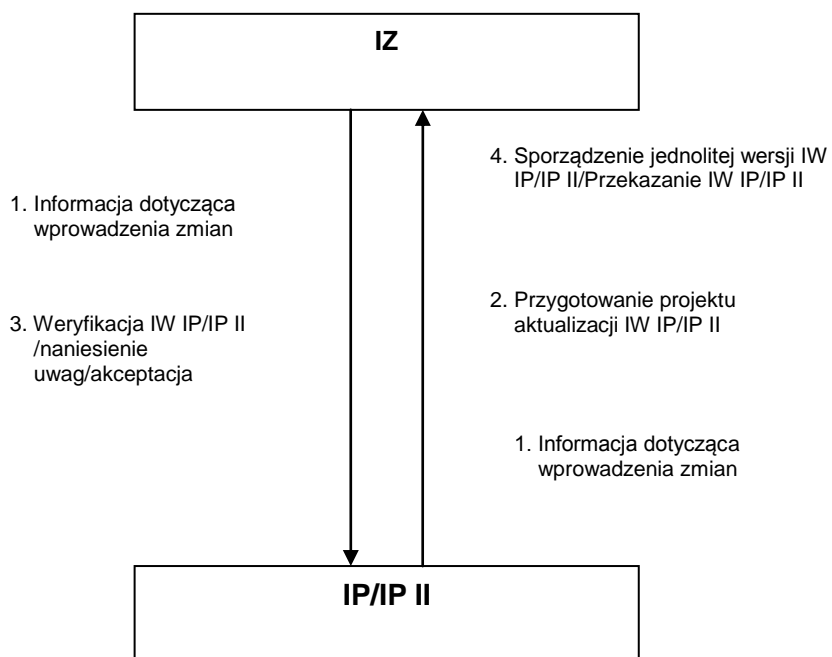 IZ
4. Sporządzenie jednolitej wersji IW
IP/IP II/Przekazanie IW IP/IP II
1. Informacja dotycząca
wprowadzenia zmian
3. Weryfikacja IW IP/IP II
/naniesienie
uwag/akceptacja
2. Przygotowanie projektu
aktualizacji IW IP/IP II
1. Informacja dotycząca
wprowadzenia zmian
IP/IP II